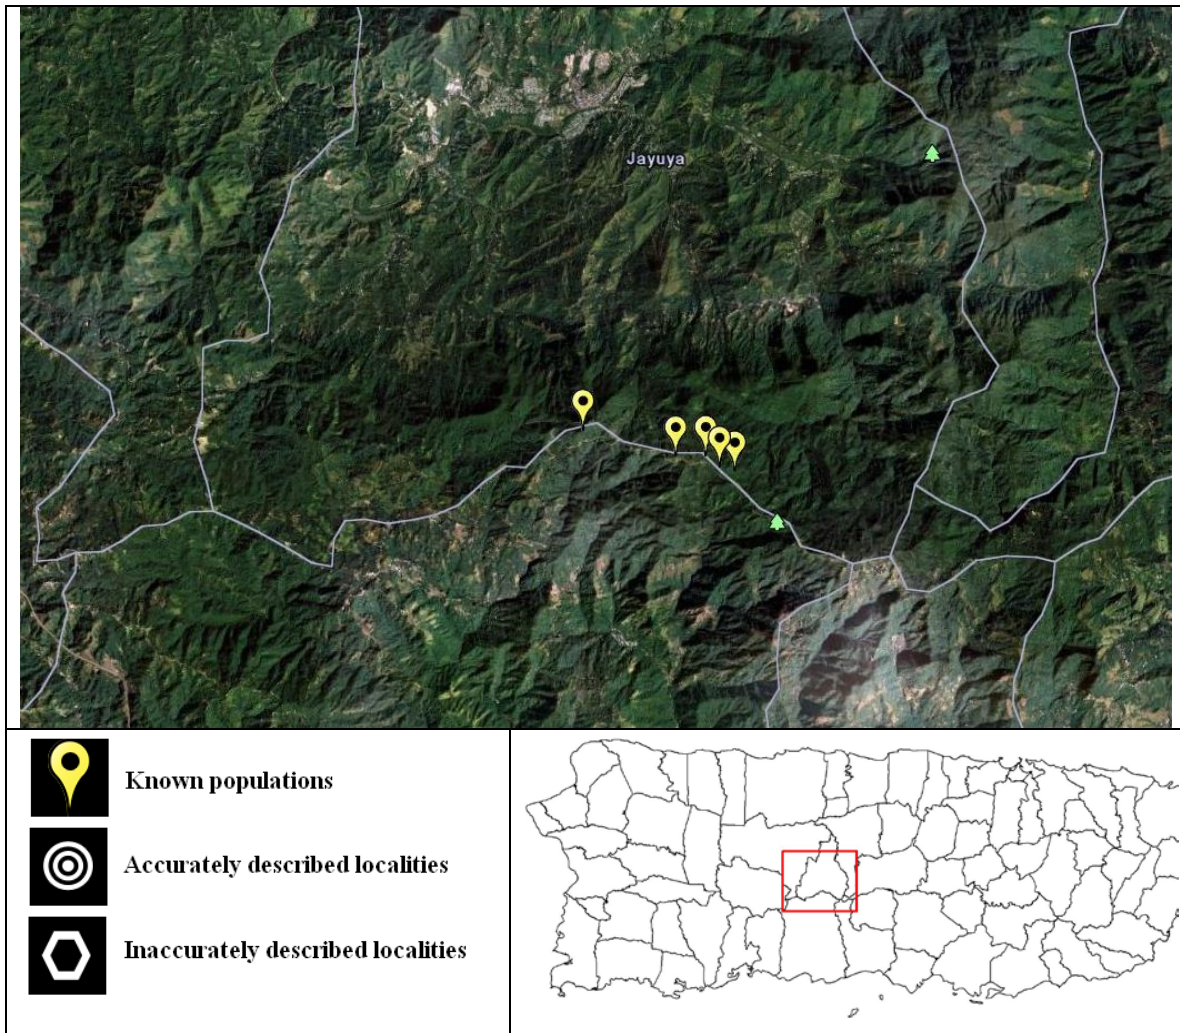 Jayuya
Known populations
Accurately described localities
Inaccurately described localities